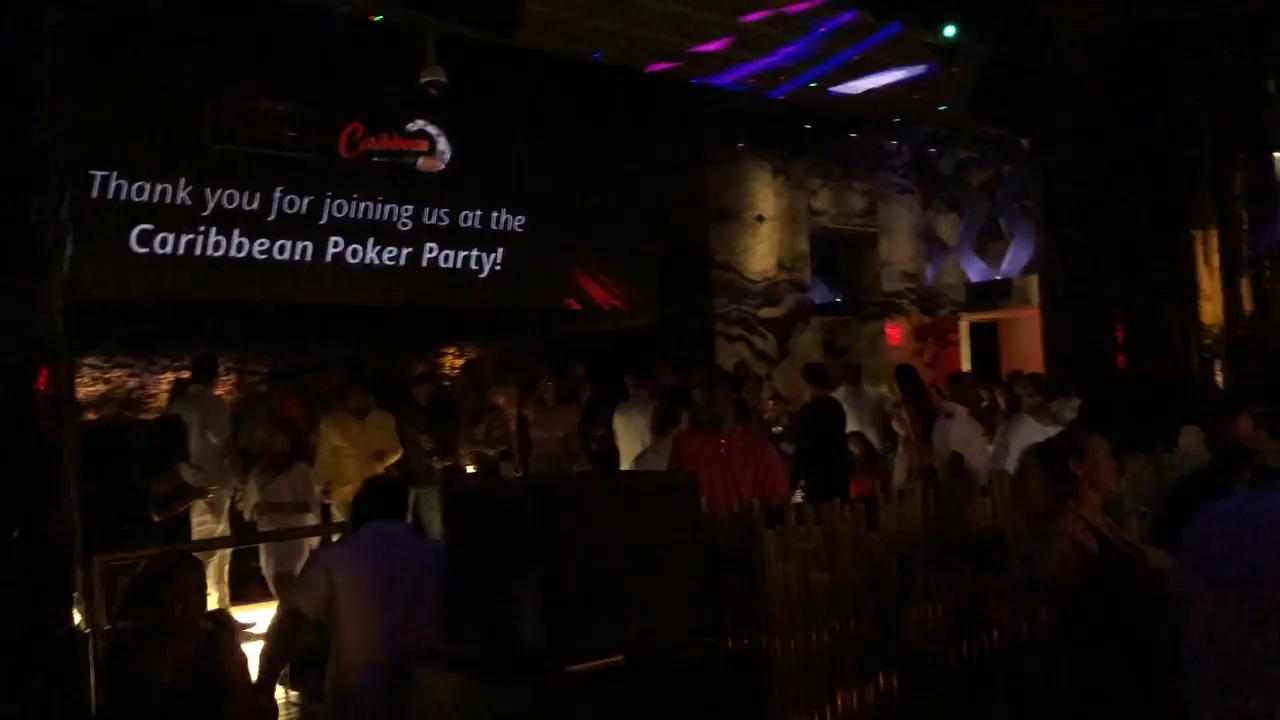 Caribbean
Thank you for joining us at the
Caribbean Poker Party!